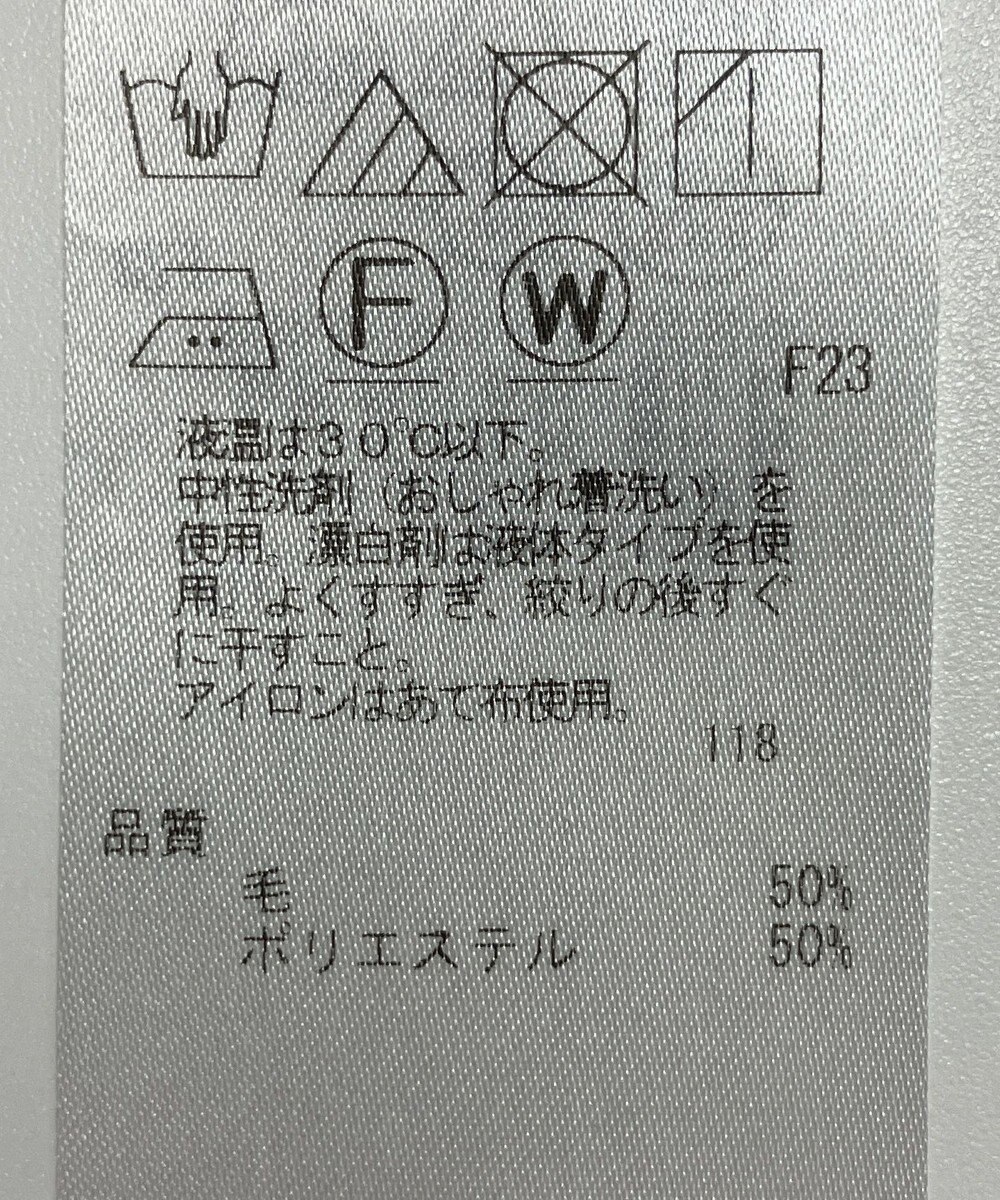 F W
F23
液温は30℃以下。
中性洗剤(おしゃれ着洗い)を
使用。漂白剤は液体タイプを使
用。よくすすぎ、絞りの後すぐ
に干すこと。
アイロンはあて布使用。
118
品質
毛 50%
ポリエステル 50%